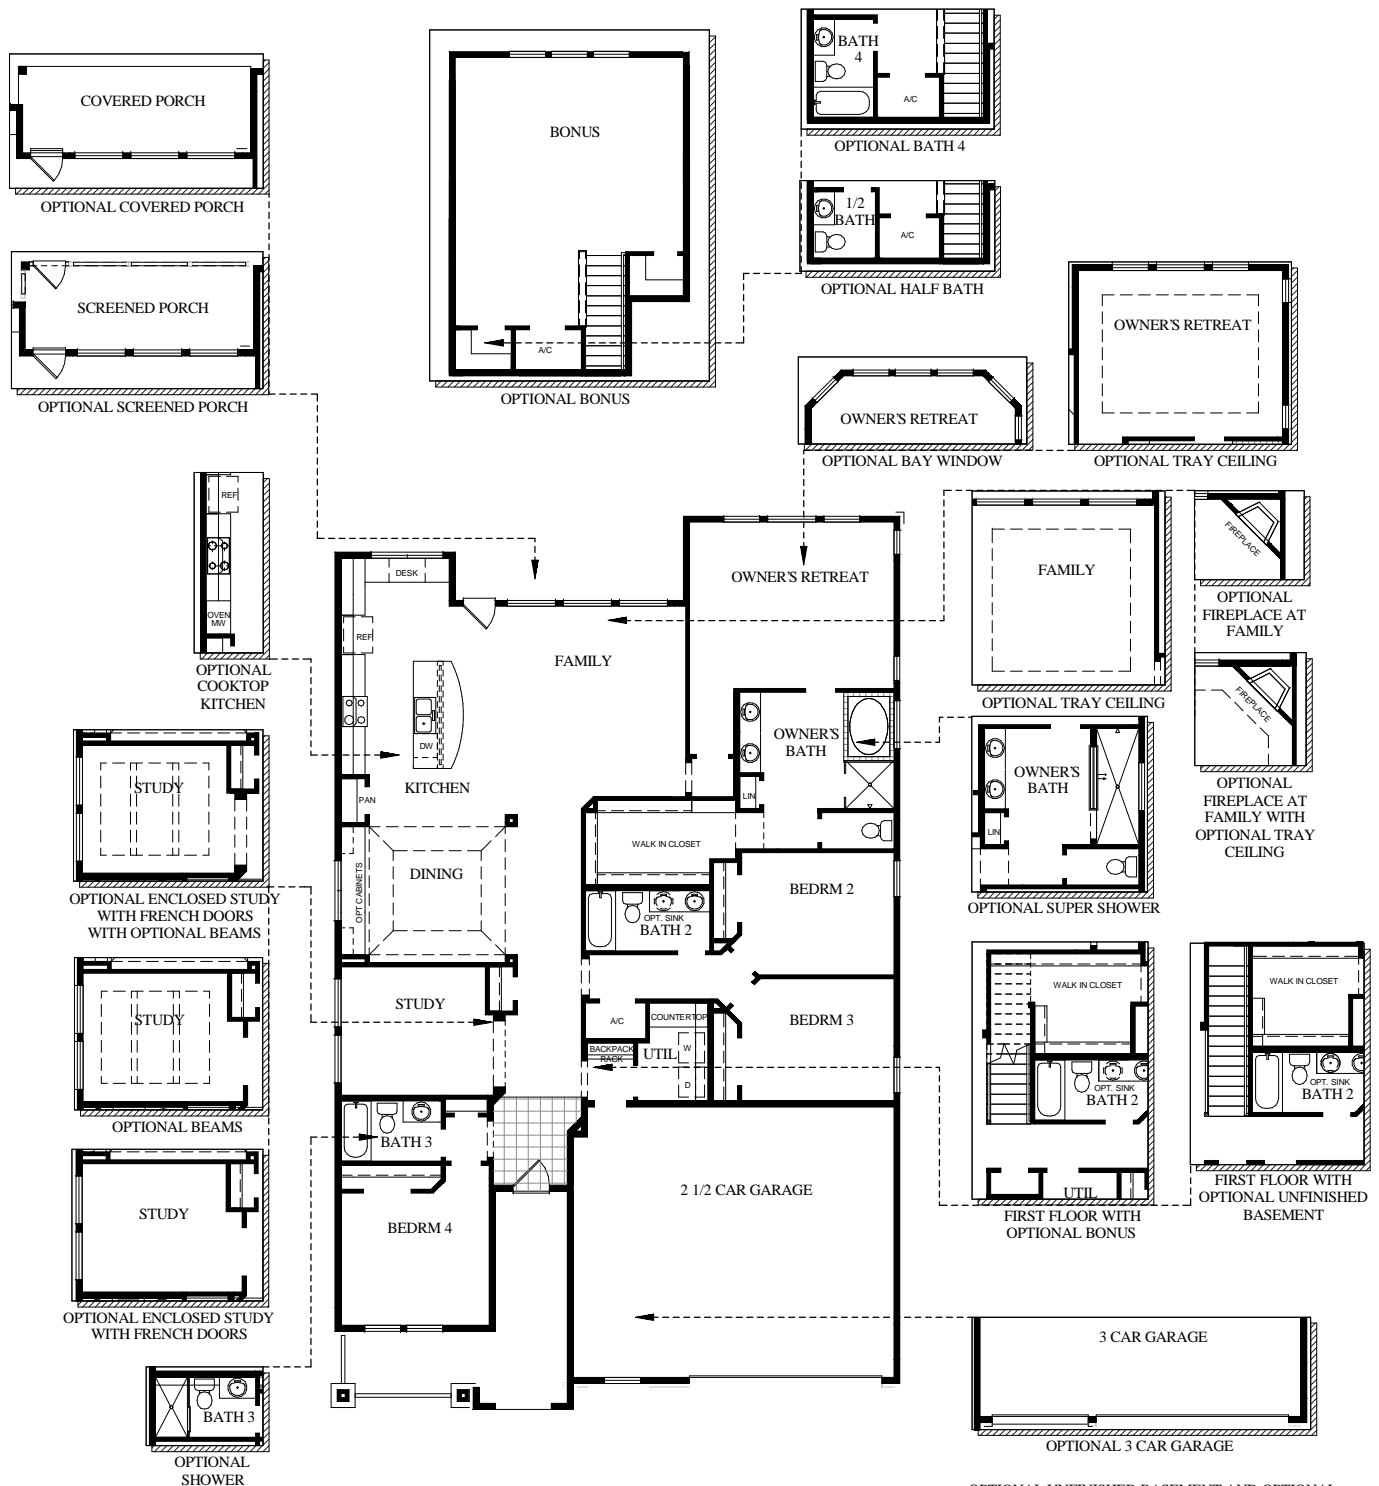 COVERED PORCH
OPTIONAL COVERED PORCH
SCREENED PORCH
OPTIONAL SCREENED PORCH
BONUS
A/C
OPTIONAL BONUS
BATH
4
A/C
OPTIONAL BATH 4
1/2
BATH
A/C
OPTIONAL HALF BATH
OWNER'S RETREAT
OPTIONAL BAY WINDOW
OWNER'S RETREAT
OPTIONAL TRAY CEILING
REF
OVEN
MW
OPTIONAL
COOKTOP
KITCHEN
FAMILY
OPTIONAL TRAY CEILING
FIREPLACE
OPTIONAL
FIREPLACE AT
FAMILY
FIREPLACE
OPTIONAL
FIREPLACE AT
FAMILY WITH
OPTIONAL TRAY
CEILING
DESK
REF
DW
KITCHEN
PAN
FAMILY
OWNER'S RETREAT
OWNER'S
BATH
LIN
WALK IN CLOSET
DINING
OPT CABINETS
BEDRM 2
OPT. SINK
BATH 2
STUDY
A/C
COUNTERTOP
BACKPACK
RACK
UTIL
W
D
BEDRM 3
BATH 3
BEDRM 4
2 1/2 CAR GARAGE
OWNER'S
BATH
LIN
OPTIONAL SUPER SHOWER
STUDY
OPTIONAL ENCLOSED STUDY
WITH FRENCH DOORS
WITH OPTIONAL BEAMS
STUDY
OPTIONAL BEAMS
STUDY
OPTIONAL ENCLOSED STUDY
WITH FRENCH DOORS
BATH 3
OPTIONAL
SHOWER
WALK IN CLOSET
OPT. SINK
BATH 2
UTIL
FIRST FLOOR WITH
OPTIONAL BONUS
WALK IN CLOSET
OPT. SINK
BATH 2
FIRST FLOOR WITH
OPTIONAL UNFINISHED
BASEMENT
3 CAR GARAGE
OPTIONAL 3 CAR GARAGE
OPTIONAL UNFINISHED BASEMENT AND OPTIONAL